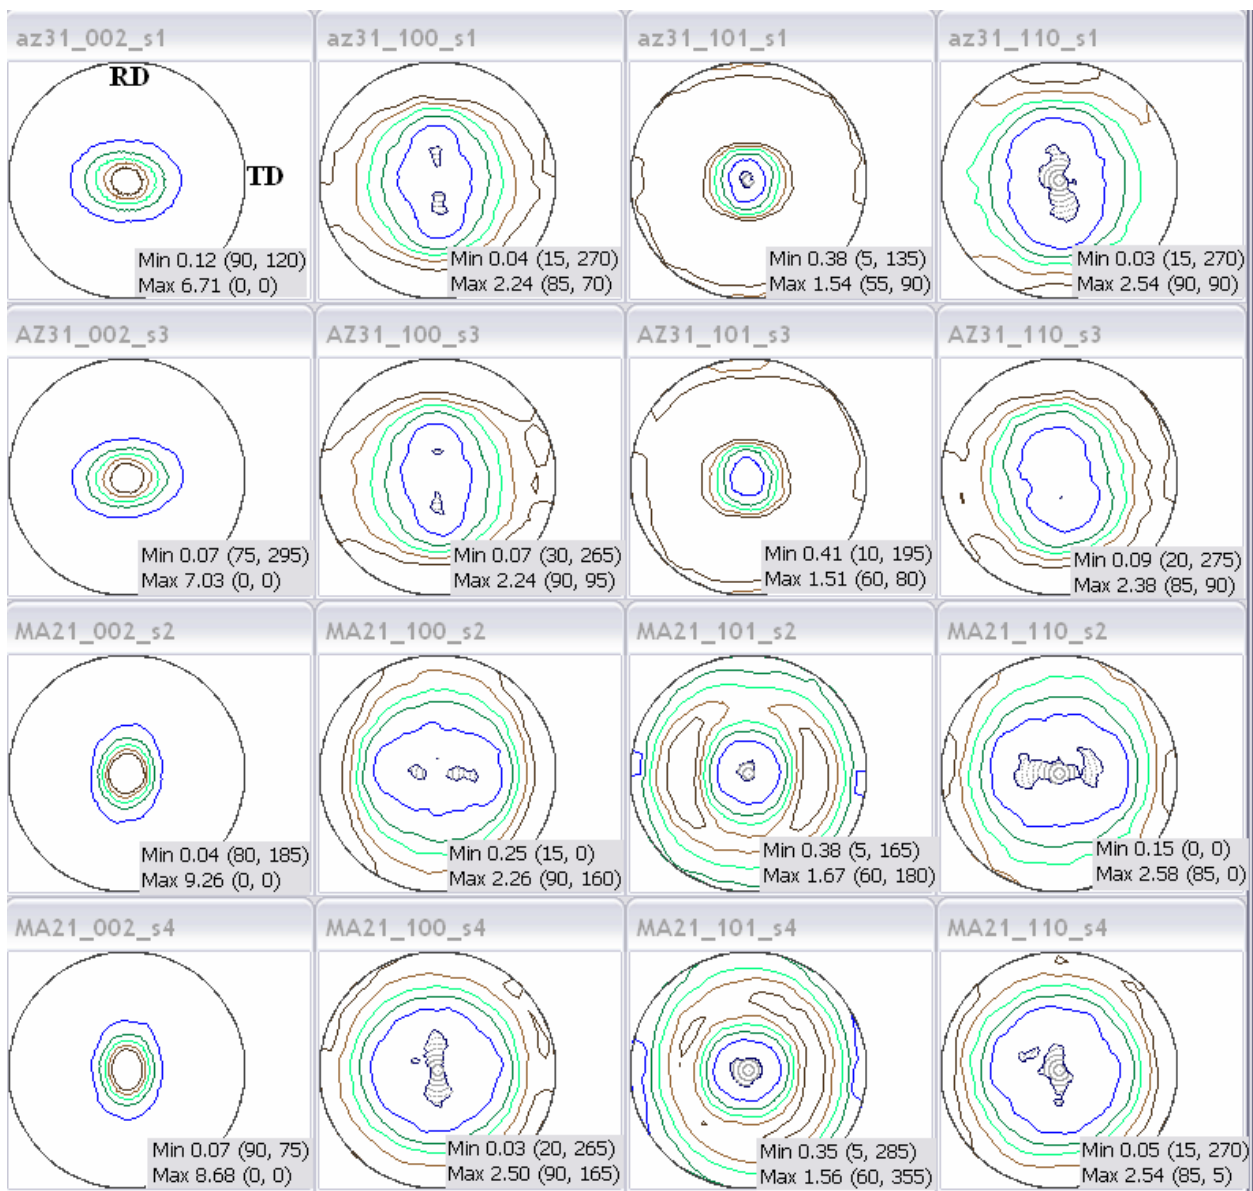 az31_002_s1
az31_100_s1
az31_101_s1
az31_110_s1
RD
TD
Min 0.12 (90, 120)
Max 6.71 (0, 0)
Min 0.04 (15, 270)
Max 2.24 (85, 70)
Min 0.38 (5, 135)
Max 1.54 (55, 90)
Min 0.03 (15, 270)
Max 2.54 (90, 90)
AZ31_002_s3
AZ31_100_s3
AZ31_101_s3
AZ31_110_s3
Min 0.07 (75, 295)
Max 7.03 (0, 0)
Min 0.07 (30, 265)
Max 2.24 (90, 95)
Min 0.41 (10, 195)
Max 1.51 (60, 80)
Min 0.09 (20, 275)
Max 2.38 (85, 90)
MA21_002_s2
MA21_100_s2
MA21_101_s2
MA21_110_s2
Min 0.04 (80, 185)
Max 9.26 (0, 0)
Min 0.25 (15, 0)
Max 2.26 (90, 160)
Min 0.38 (5, 165)
Max 1.67 (60, 180)
Min 0.15 (0, 0)
Max 2.58 (85, 0)
MA21_002_s4
MA21_100_s4
MA21_101_s4
MA21_110_s4
Min 0.07 (90, 75)
Max 8.68 (0, 0)
Min 0.03 (20, 265)
Max 2.50 (90, 165)
Min 0.35 (5, 285)
Max 1.56 (60, 355)
Min 0.05 (15, 270)
Max 2.54 (85, 5)